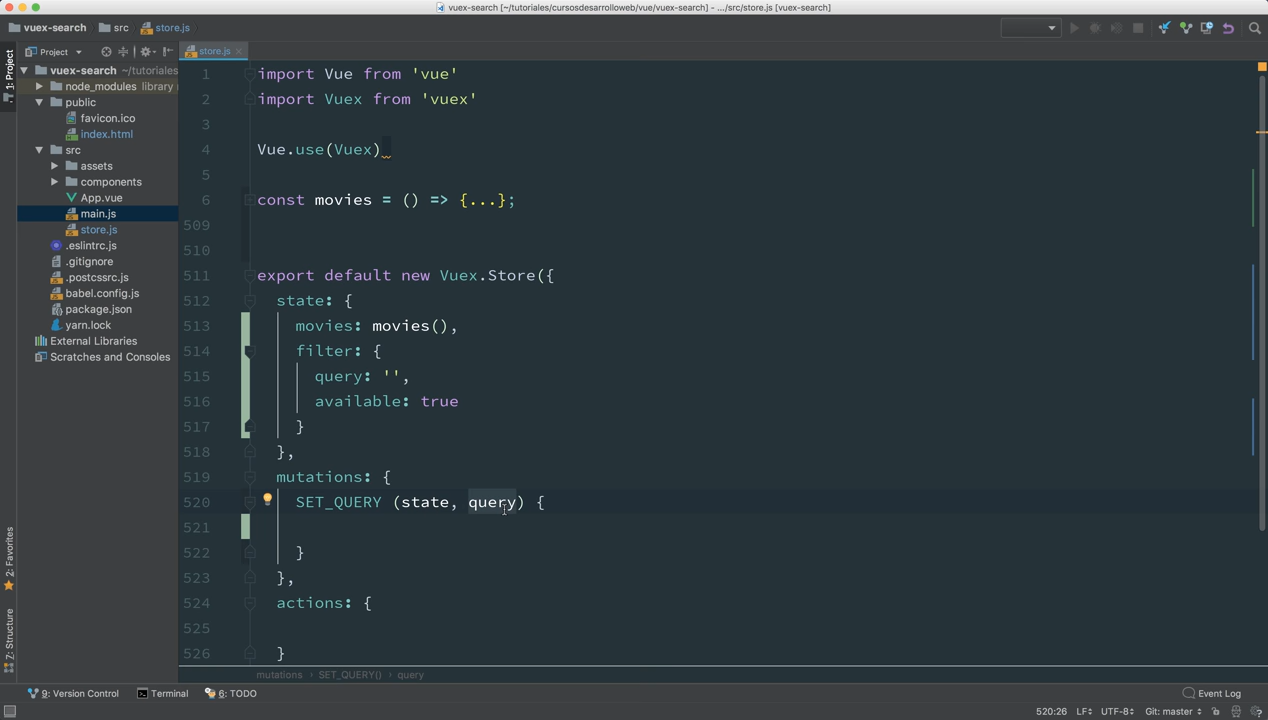 vuex-search [~/tutoriales/cursosdesarrolloweb/vue/vuex-search] - .../src/store.js [vuex-search]
vuex-search src store.js
1: Project
Project
store.js
vuex-search ~/tutoriales
node_modules library
public
favicon.ico
index.html
src
assets
components
App.vue
main.js
store.js
.eslintrc.js
.gitignore
.postcssrc.js
babel.config.js
package.json
yarn.lock
External Libraries
Scratches and Consoles
1 import Vue from 'vue'
2 import Vuex from 'vuex'
3
4 Vue.use(Vuex)
5
6 const movies = () => {...};
509
510
511 export default new Vuex.Store({
512 state: {
513 movies: movies(),
514 filter: {
515 query: '',
516 available: true
517 }
518 },
519 mutations: {
520 SET_QUERY (state, query) {
521
522 }
523 },
524 actions: {
525
526 }
mutations › SET_QUERY() › query
2: Favorites
Z: Structure
9: Version Control Terminal 6: TODO Event Log
520:26 LF UTF-8 Git: master